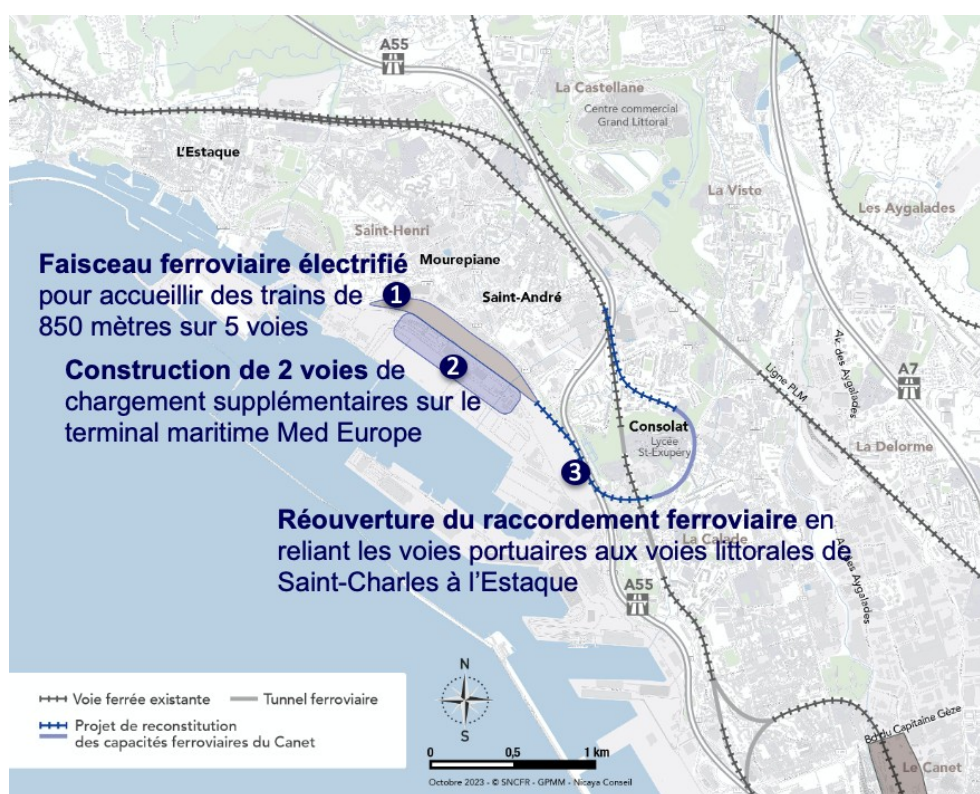 A55
La Castellane
Centre commercial
Grand Littoral
L'Estaque
La Viste
Les Aygalades
Saint-Henri
Mourepiane
Faisceau ferroviaire électrifié
pour accueillir des trains de
850 mètres sur 5 voies
1
Saint-André
Av. des Aygalades
A7
2
Construction de 2 voies de
chargement supplémentaires sur le
terminal maritime Med Europe
Ligne PLM
Consolat
Lycée
St-Exupéry
La Delorme
3
Réouverture du raccordement ferroviaire en
reliant les voies portuaires aux voies littorales de
Saint-Charles à l'Estaque
La Calade
Aygalades
A55
N
S
Voie ferrée existante
Tunnel ferroviaire
Projet de reconstitution
des capacités ferroviaires du Canet
0 0,5 1 km
Octobre 2023 - © SNCFR - GPMM - Nicaya Conseil
Bd du Capitaine Gèze
Le Canet